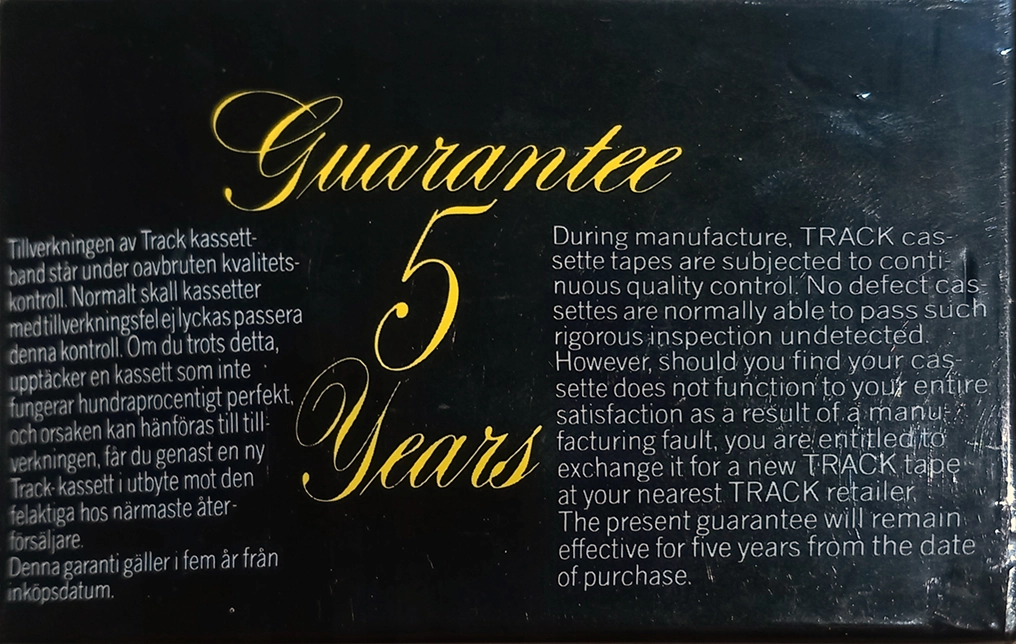 Guarantee
5
Years
Tillverkningen av Track kassett-
band står under oavbruten kvalitets-
kontroll. Normalt skall kassetter
med tillverkningsfel ej lyckas passera
denna kontroll. Om du trots detta,
upptäcker en kassett som inte
fungerar hundraprocentigt perfekt,
och orsaken kan hänföras till till-
verkningen, får du genast en ny
Track-kassett i utbyte mot den
felaktiga hos närmaste åter-
försäljare.
Denna garanti gäller i fem år från
inköpsdatum.
During manufacture, TRACK cas-
sette tapes are subjected to conti-
nuous quality control. No defect cas-
settes are normally able to pass such
rigorous inspection undetected.
However, should you find your cas-
sette does not function to your entire
satisfaction as a result of a manu-
facturing fault, you are entitled to
exchange it for a new TRACK tape
at your nearest TRACK retailer.
The present guarantee will remain
effective for five years from the date
of purchase.